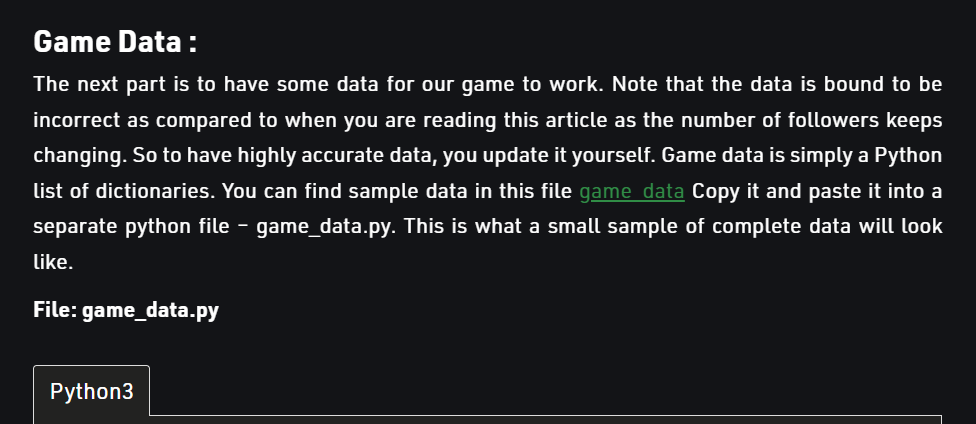 Game Data :
The next part is to have some data for our game to work. Note that the data is bound to be
incorrect as compared to when you are reading this article as the number of followers keeps
changing. So to have highly accurate data, you update it yourself. Game data is simply a Python
list of dictionaries. You can find sample data in this file game_data Copy it and paste it into a
separate python file – game_data.py. This is what a small sample of complete data will look
like.
File: game_data.py
Python3